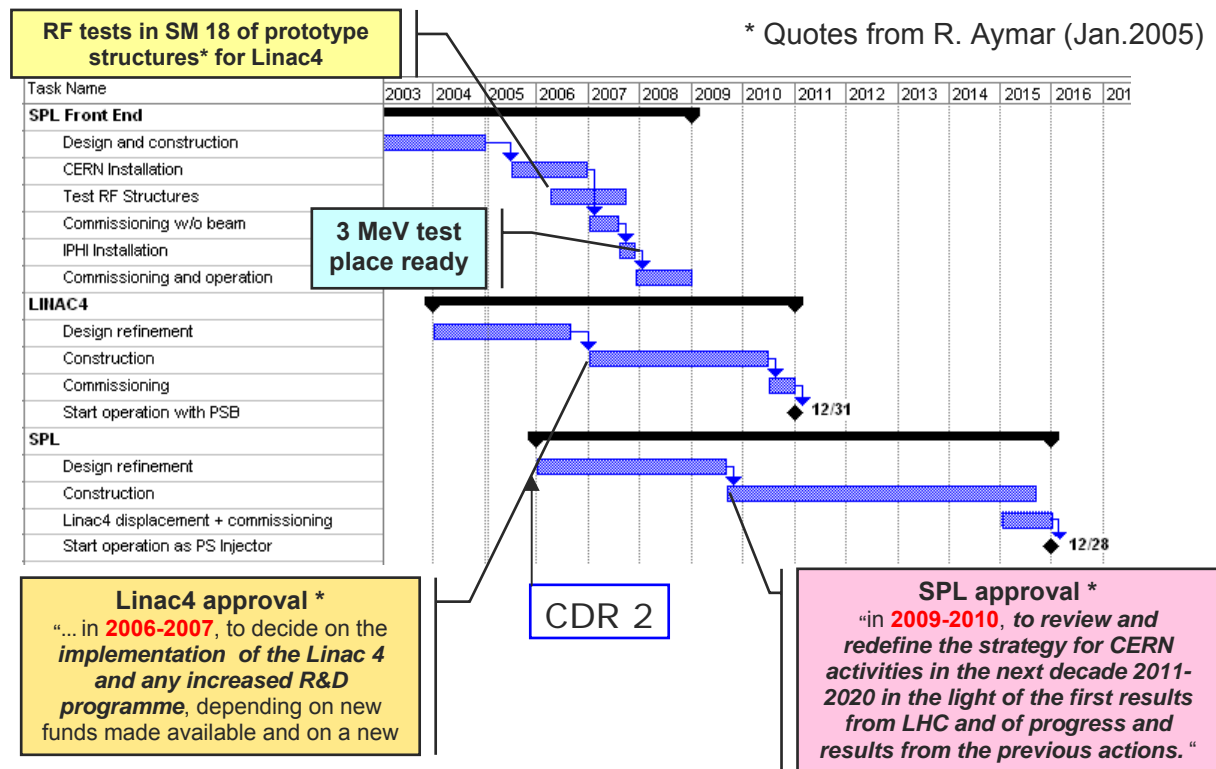 RF tests in SM 18 of prototype
structures* for Linac4
* Quotes from R. Aymar (Jan.2005)
Task Name
2003 2004 2005 2006 2007 2008 2009 2010 2011 2012 2013 2014 2015 2016 201
SPL Front End
Design and construction
CERN Installation
Test RF Structures
Commissioning w/o beam
IPHI Installation
Commissioning and operation
3 MeV test
place ready
LINAC4
Design refinement
Construction
Commissioning
Start operation with PSB
12/31
SPL
Design refinement
Construction
Linac4 displacement + commissioning
Start operation as PS Injector
12/28
Linac4 approval *
“... in 2006-2007, to decide on the
implementation of the Linac 4
and any increased R&D
programme, depending on new
funds made available and on a new
CDR 2
SPL approval *
“in 2009-2010, to review and
redefine the strategy for CERN
activities in the next decade 2011-
2020 in the light of the first results
from LHC and of progress and
results from the previous actions. “